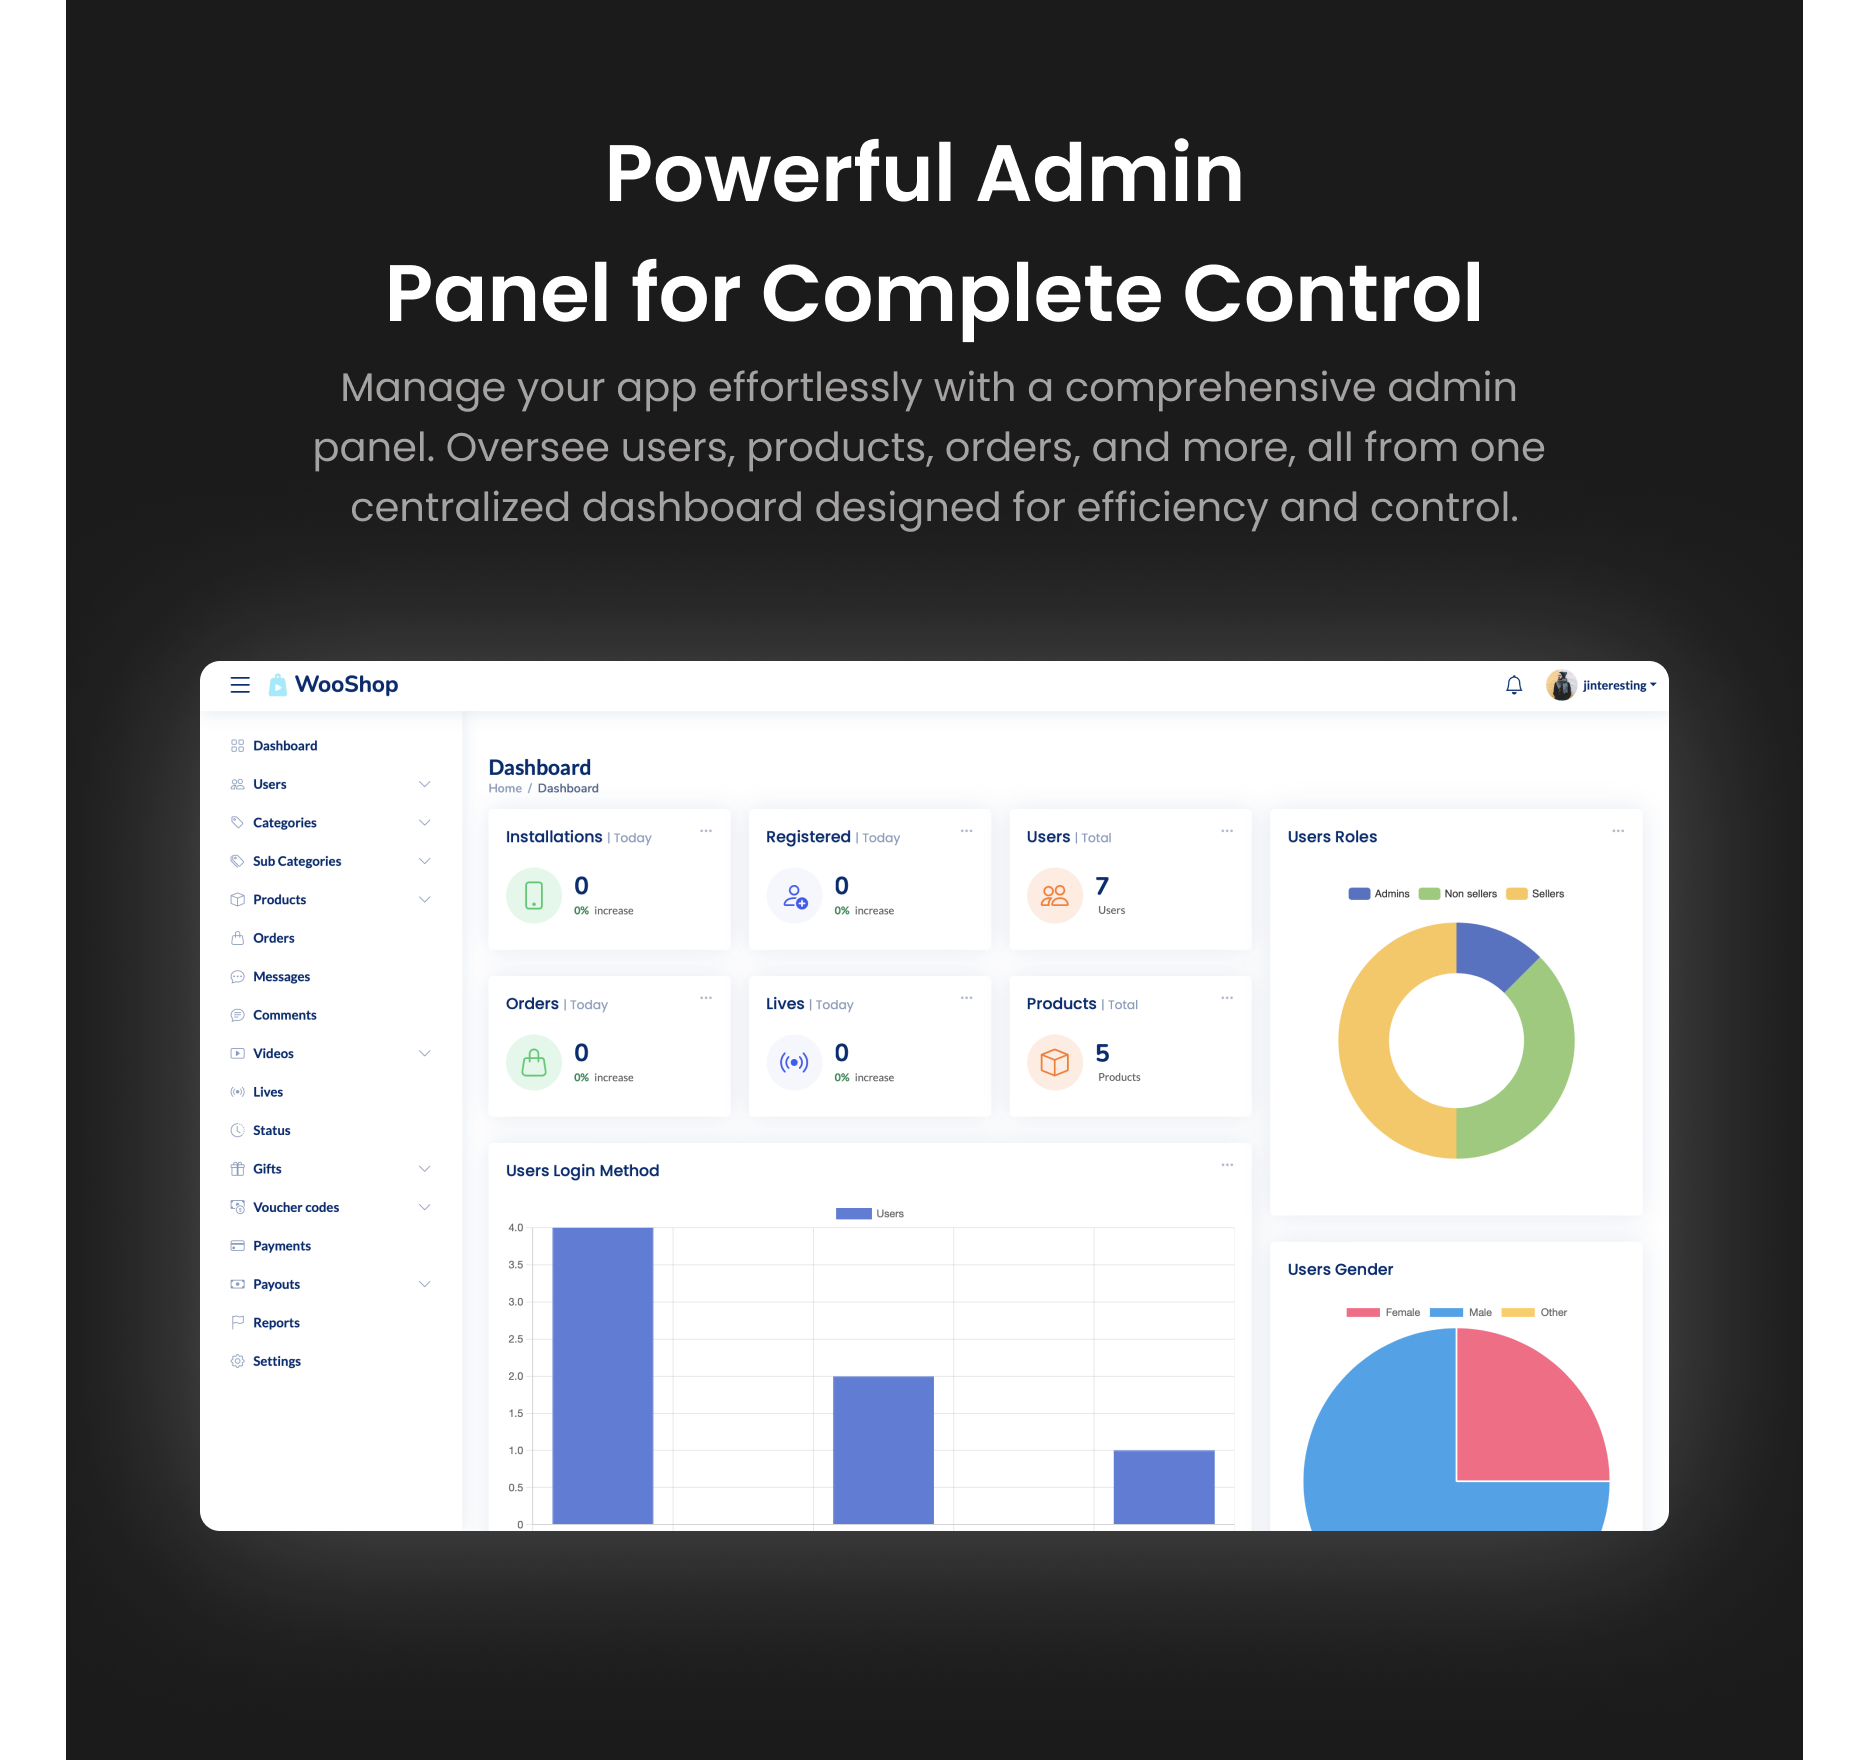 Powerful Admin
Panel for Complete Control
Manage your app effortlessly with a comprehensive admin
panel. Oversee users, products, orders, and more, all from one
centralized dashboard designed for efficiency and control.
WooShop
jinteresting
Dashboard
Users
Categories
Sub Categories
Products
Orders
Messages
Comments
Videos
Lives
Status
Gifts
Voucher codes
Payments
Payouts
Reports
Settings
Dashboard
Home / Dashboard
Installations | Today
0
0% increase
Registered | Today
0
0% increase
Users | Total
7
Users
Orders | Today
0
0% increase
Lives | Today
0
0% increase
Products | Total
5
Products
Users Login Method
Users
4.0
3.5
3.0
2.5
2.0
1.5
1.0
0.5
0
Users Roles
Admins Non sellers Sellers
Users Gender
Female Male Other